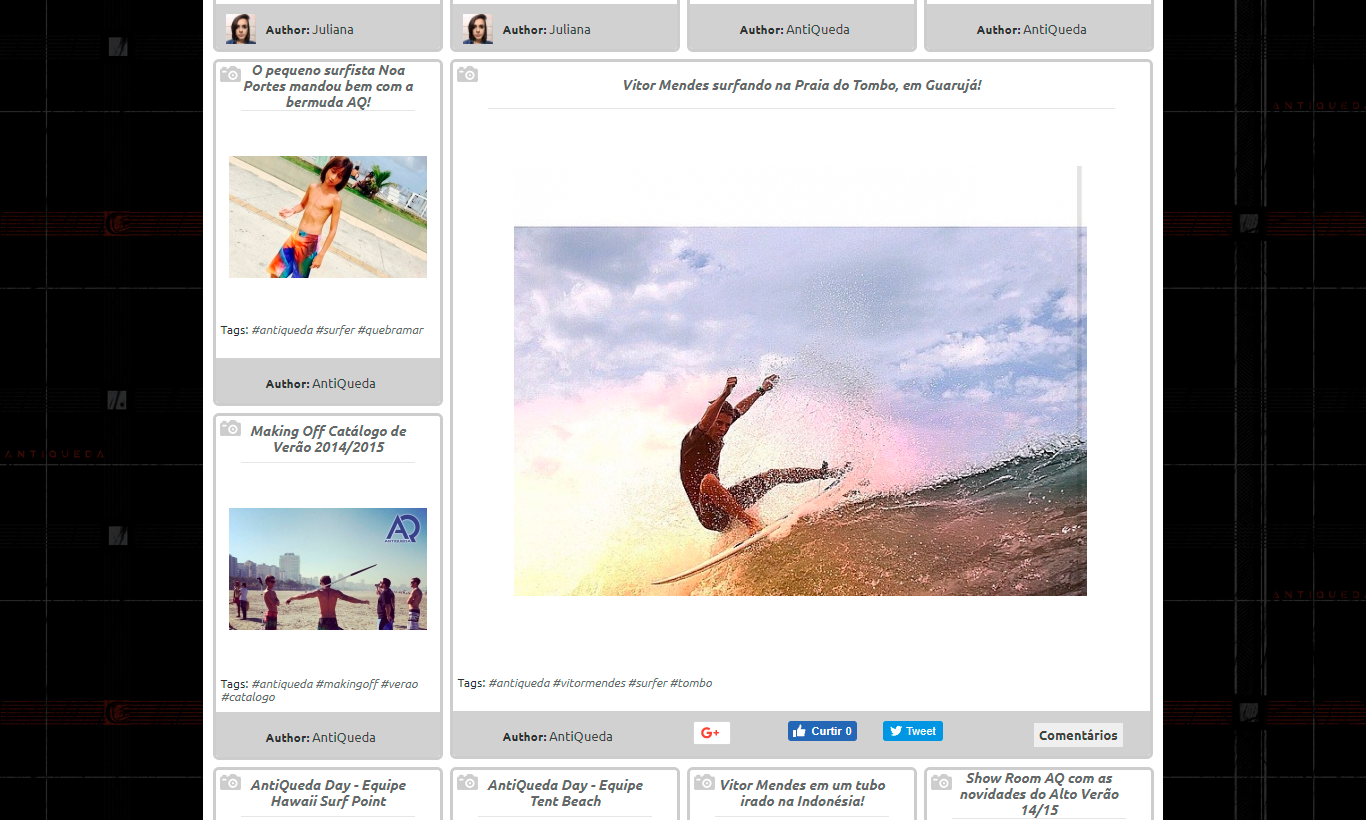 Author: Juliana
Author: Juliana
Author: AntiQueda
Author: AntiQueda
O pequeno surfista Noa
Portes mandou bem com a
bermuda AQ!
Tags: #antiqueda #surfer #quebramar
Author: AntiQueda
Making Off Catálogo de
Verão 2014/2015
AQ
ANTIQUEDA
Tags: #antiqueda #makingoff #verao
#catalogo
Author: AntiQueda
Vitor Mendes surfando na Praia do Tombo, em Guarujá!
Tags: #antiqueda #vitormendes #surfer #tombo
Author: AntiQueda
G+
Curtir 0
Tweet
Comentários
AntiQueda Day - Equipe
Hawaii Surf Point
AntiQueda Day - Equipe
Tent Beach
Vitor Mendes em um tubo
irado na Indonésia!
Show Room AQ com as
novidades do Alto Verão
14/15
ANTIQUEDA
ANTIQUEDA
ANTIQUEDA